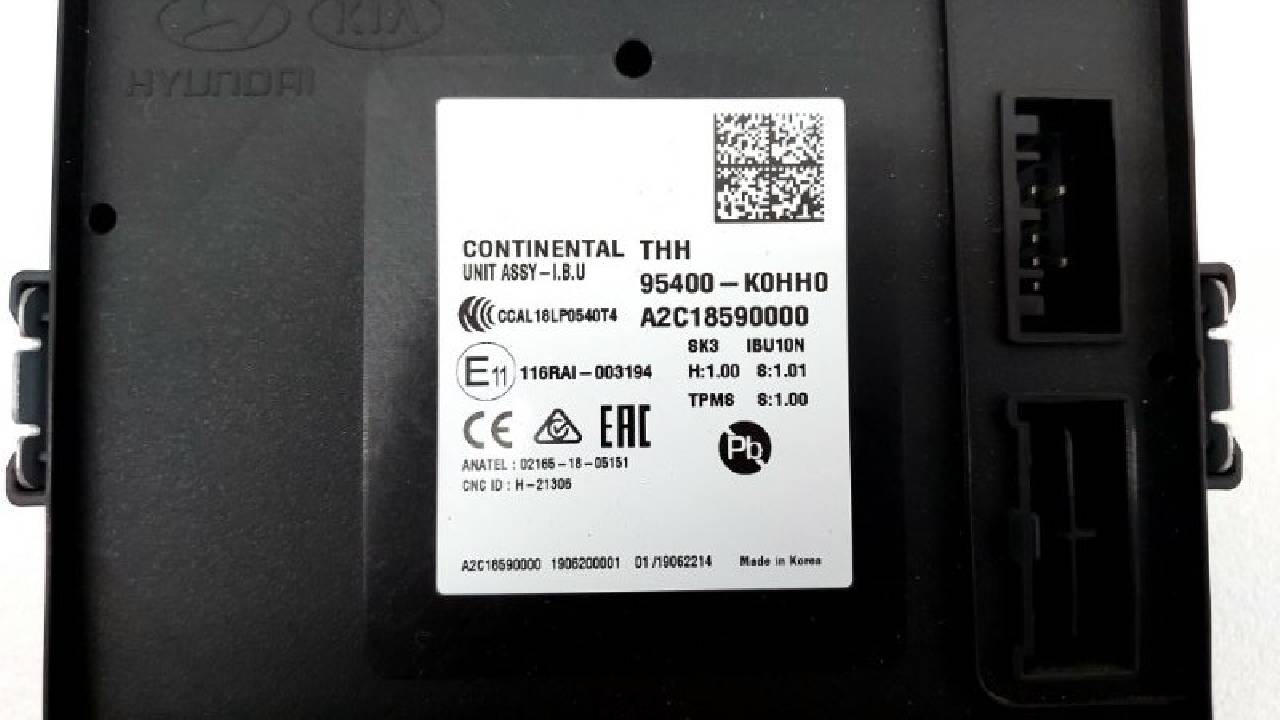 KIA
HYUNDAI
CONTINENTAL THH
UNIT ASSY-I.B.U 95400-K0HH0
CCAL18LP0540T4 A2C18590000
SK3 IBU10N
E11 116RAI-003194 H:1.00 S:1.01
TPMS S:1.00
CE EAC Pb
ANATEL : 02165-18-05151
CNC ID : H-21306
A2C18590000 1906200001 01/19062214 Made in Korea